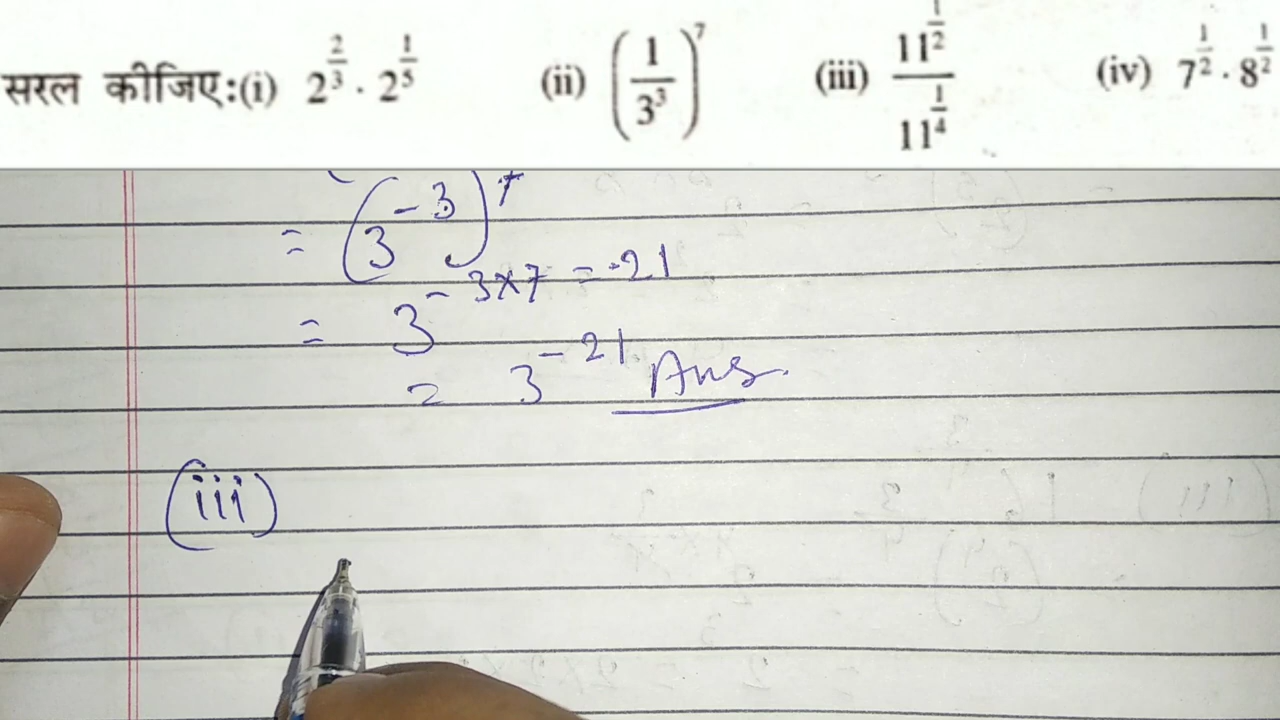 सरल कीजिए:(i) 2^{2/3} · 2^{1/5} (ii) (1/3^3)^7 (iii) 11^{1/2}/11^{1/4} (iv) 7^{1/2} · 8^{1/2}
= (3^{-3})^7
= 3^{-3×7 = -21}
= 3^{-21} Ans.
(iii)